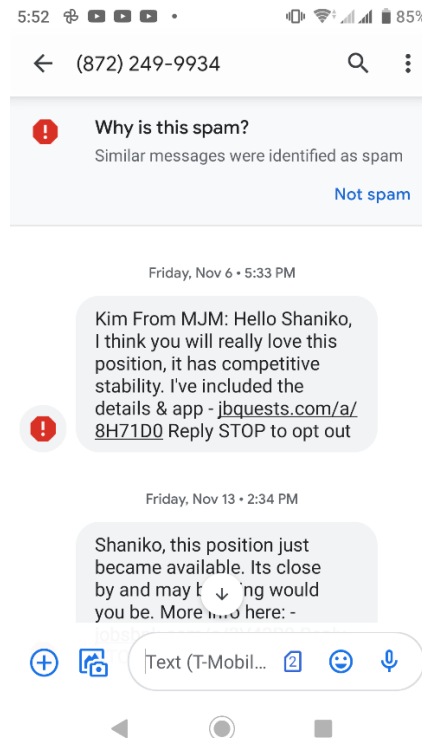 5:52
85%
(872) 249-9934
Why is this spam?
Similar messages were identified as spam
Not spam
Friday, Nov 6 • 5:33 PM
Kim From MJM: Hello Shaniko,
I think you will really love this
position, it has competitive
stability. I've included the
details & app - jbquests.com/a/
8H71D0 Reply STOP to opt out
Friday, Nov 13 • 2:34 PM
Shaniko, this position just
became available. Its close
by and may ing would
you be. More info here: -
Text (T-Mobil...
2